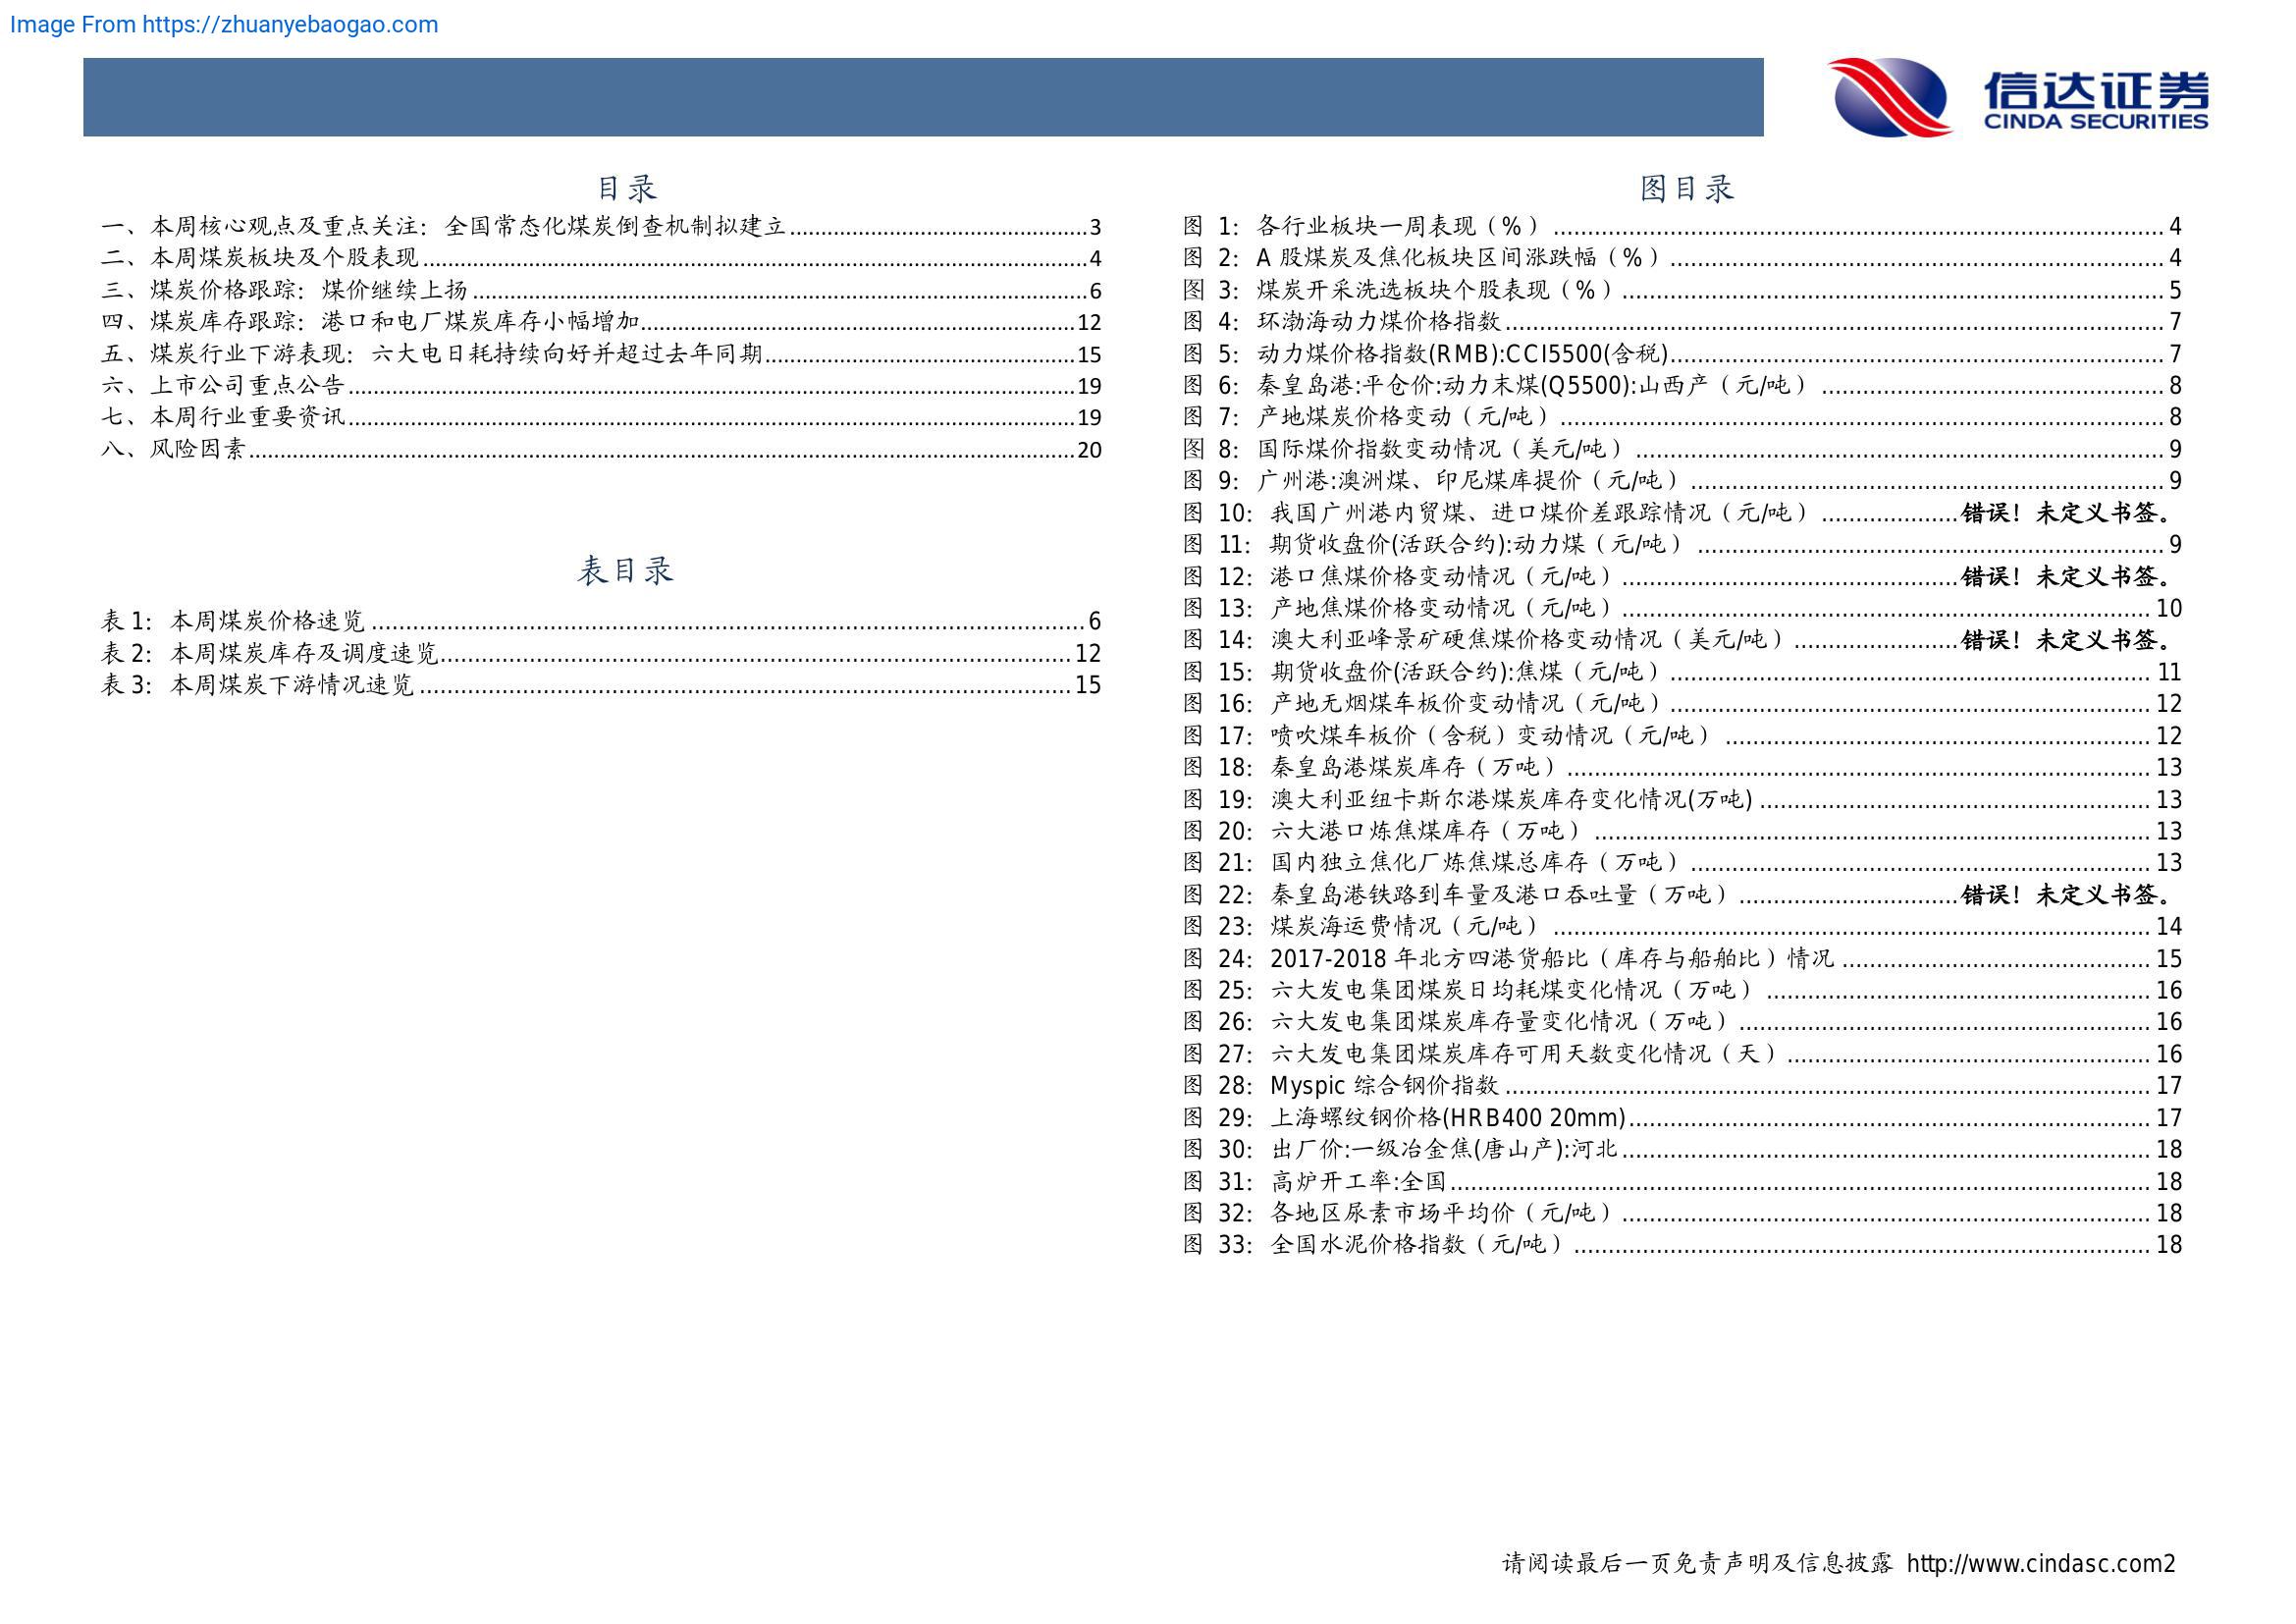 Image From https://zhuanyebaogao.com
信达证券
CINDA SECURITIES
目录
一、本周核心观点及重点关注：全国常态化煤炭倒查机制拟建立........3
二、本周煤炭板块及个股表现........4
三、煤炭价格跟踪：煤价继续上扬........6
四、煤炭库存跟踪：港口和电厂煤炭库存小幅增加........12
五、煤炭行业下游表现：六大电日耗持续向好并超过去年同期........15
六、上市公司重点公告........19
七、本周行业重要资讯........19
八、风险因素........20
表目录
表 1：本周煤炭价格速览........6
表 2：本周煤炭库存及调度速览........12
表 3：本周煤炭下游情况速览........15
图目录
图 1：各行业板块一周表现（%）........4
图 2：A 股煤炭及焦化板块区间涨跌幅（%）........4
图 3：煤炭开采洗选板块个股表现（%）........5
图 4：环渤海动力煤价格指数........7
图 5：动力煤价格指数(RMB):CCI5500(含税)........7
图 6：秦皇岛港:平仓价:动力末煤(Q5500):山西产（元/吨）........8
图 7：产地煤炭价格变动（元/吨）........8
图 8：国际煤价指数变动情况（美元/吨）........9
图 9：广州港:澳洲煤、印尼煤库提价（元/吨）........9
图 10：我国广州港内贸煤、进口煤价差跟踪情况（元/吨）........错误！未定义书签。
图 11：期货收盘价(活跃合约):动力煤（元/吨）........9
图 12：港口焦煤价格变动情况（元/吨）........错误！未定义书签。
图 13：产地焦煤价格变动情况（元/吨）........10
图 14：澳大利亚峰景矿硬焦煤价格变动情况（美元/吨）........错误！未定义书签。
图 15：期货收盘价(活跃合约):焦煤（元/吨）........11
图 16：产地无烟煤车板价变动情况（元/吨）........12
图 17：喷吹煤车板价（含税）变动情况（元/吨）........12
图 18：秦皇岛港煤炭库存（万吨）........13
图 19：澳大利亚纽卡斯尔港煤炭库存变化情况(万吨)........13
图 20：六大港口炼焦煤库存（万吨）........13
图 21：国内独立焦化厂炼焦煤总库存（万吨）........13
图 22：秦皇岛港铁路到车量及港口吞吐量（万吨）........错误！未定义书签。
图 23：煤炭海运费情况（元/吨）........14
图 24：2017-2018 年北方四港货船比（库存与船舶比）情况........15
图 25：六大发电集团煤炭日均耗煤变化情况（万吨）........16
图 26：六大发电集团煤炭库存量变化情况（万吨）........16
图 27：六大发电集团煤炭库存可用天数变化情况（天）........16
图 28：Myspic 综合钢价指数........17
图 29：上海螺纹钢价格(HRB400 20mm)........17
图 30：出厂价:一级冶金焦(唐山产):河北........18
图 31：高炉开工率:全国........18
图 32：各地区尿素市场平均价（元/吨）........18
图 33：全国水泥价格指数（元/吨）........18
请阅读最后一页免责声明及信息披露 http://www.cindasc.com2